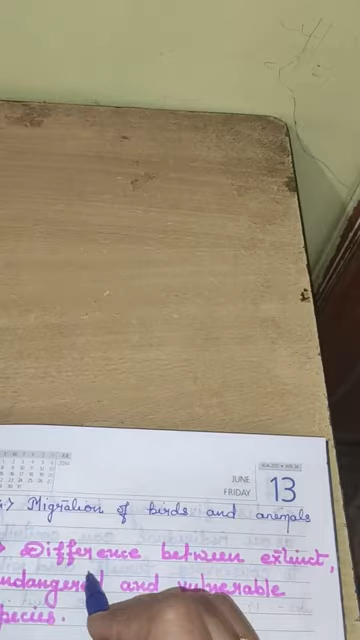 JUNE
FRIDAY
13
Migration of birds and animals
Difference between extinct,
endangered and vulnerable
species.